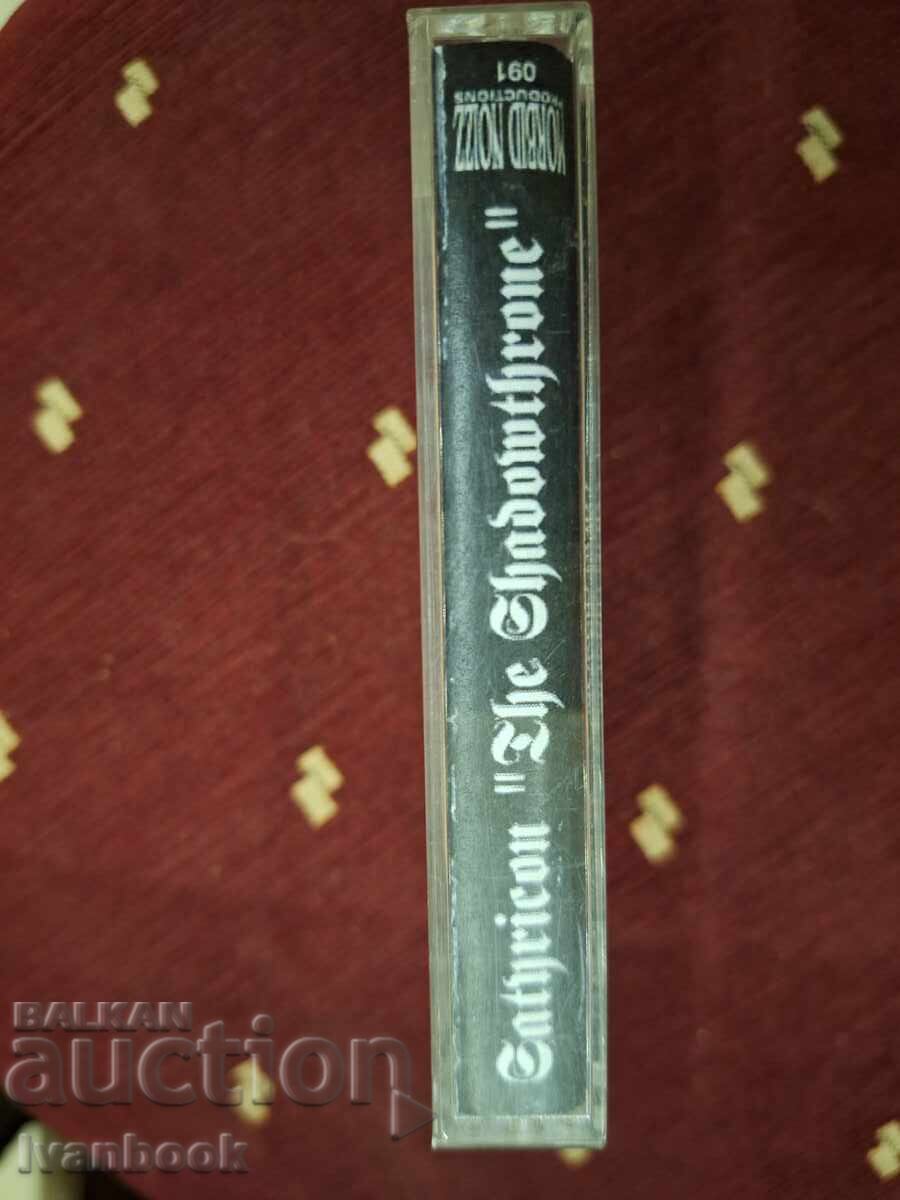 MORBID NOIZZ
PRODUCTIONS
091
Satyricon "The Shadowthrone"
BALKAN
auction
Ivanbook